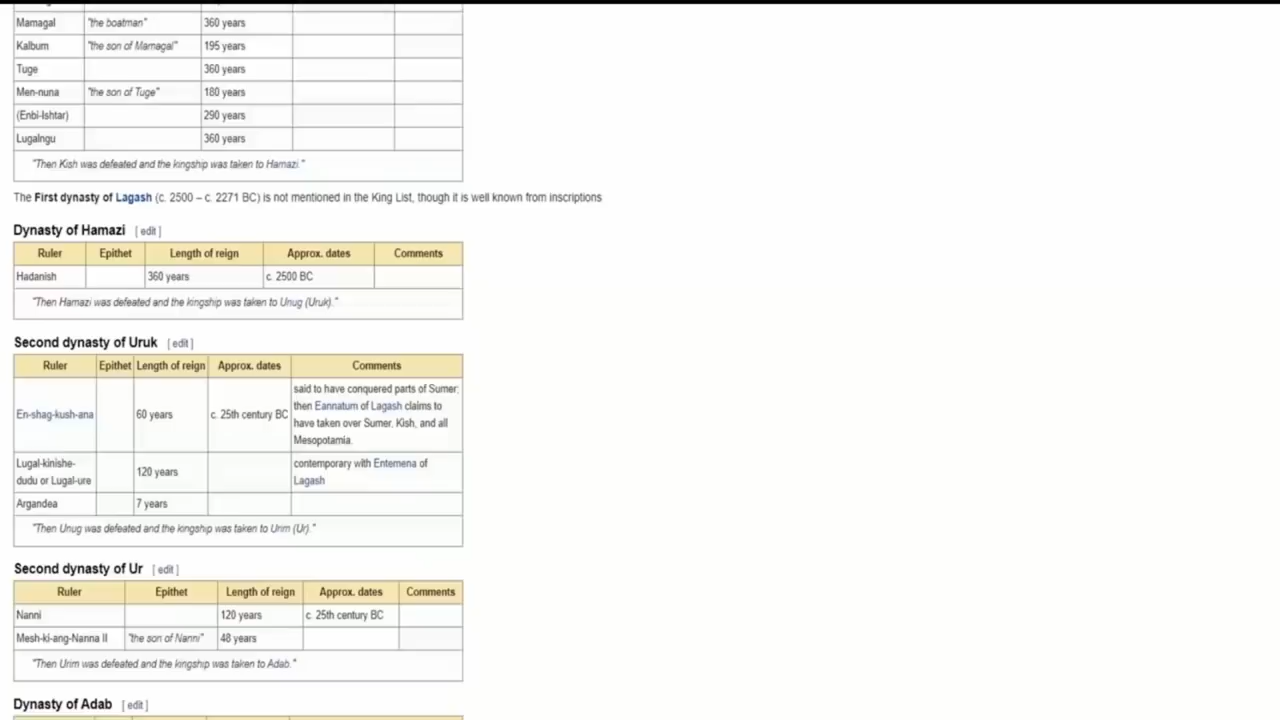 Mamagal "the boatman" 360 years
Kalbum "the son of Mamagal" 195 years
Tuge 360 years
Men-nuna "the son of Tuge" 180 years
(Enbi-Ishtar) 290 years
Lugalngu 360 years
"Then Kish was defeated and the kingship was taken to Hamazi."
The First dynasty of Lagash (c. 2500 – c. 2271 BC) is not mentioned in the King List, though it is well known from inscriptions
Dynasty of Hamazi [ edit ]
Ruler Epithet Length of reign Approx. dates Comments
Hadanish 360 years c. 2500 BC
"Then Hamazi was defeated and the kingship was taken to Unug (Uruk)."
Second dynasty of Uruk [ edit ]
Ruler Epithet Length of reign Approx. dates Comments
En-shag-kush-ana 60 years c. 25th century BC said to have conquered parts of Sumer;
then Eannatum of Lagash claims to
have taken over Sumer, Kish, and all
Mesopotamia.
Lugal-kinishe-
dudu or Lugal-ure 120 years contemporary with Entemena of
Lagash
Argandea 7 years
"Then Unug was defeated and the kingship was taken to Urim (Ur)."
Second dynasty of Ur [ edit ]
Ruler Epithet Length of reign Approx. dates Comments
Nanni 120 years c. 25th century BC
Mesh-ki-ang-Nanna II "the son of Nanni" 48 years
"Then Urim was defeated and the kingship was taken to Adab."
Dynasty of Adab [ edit ]